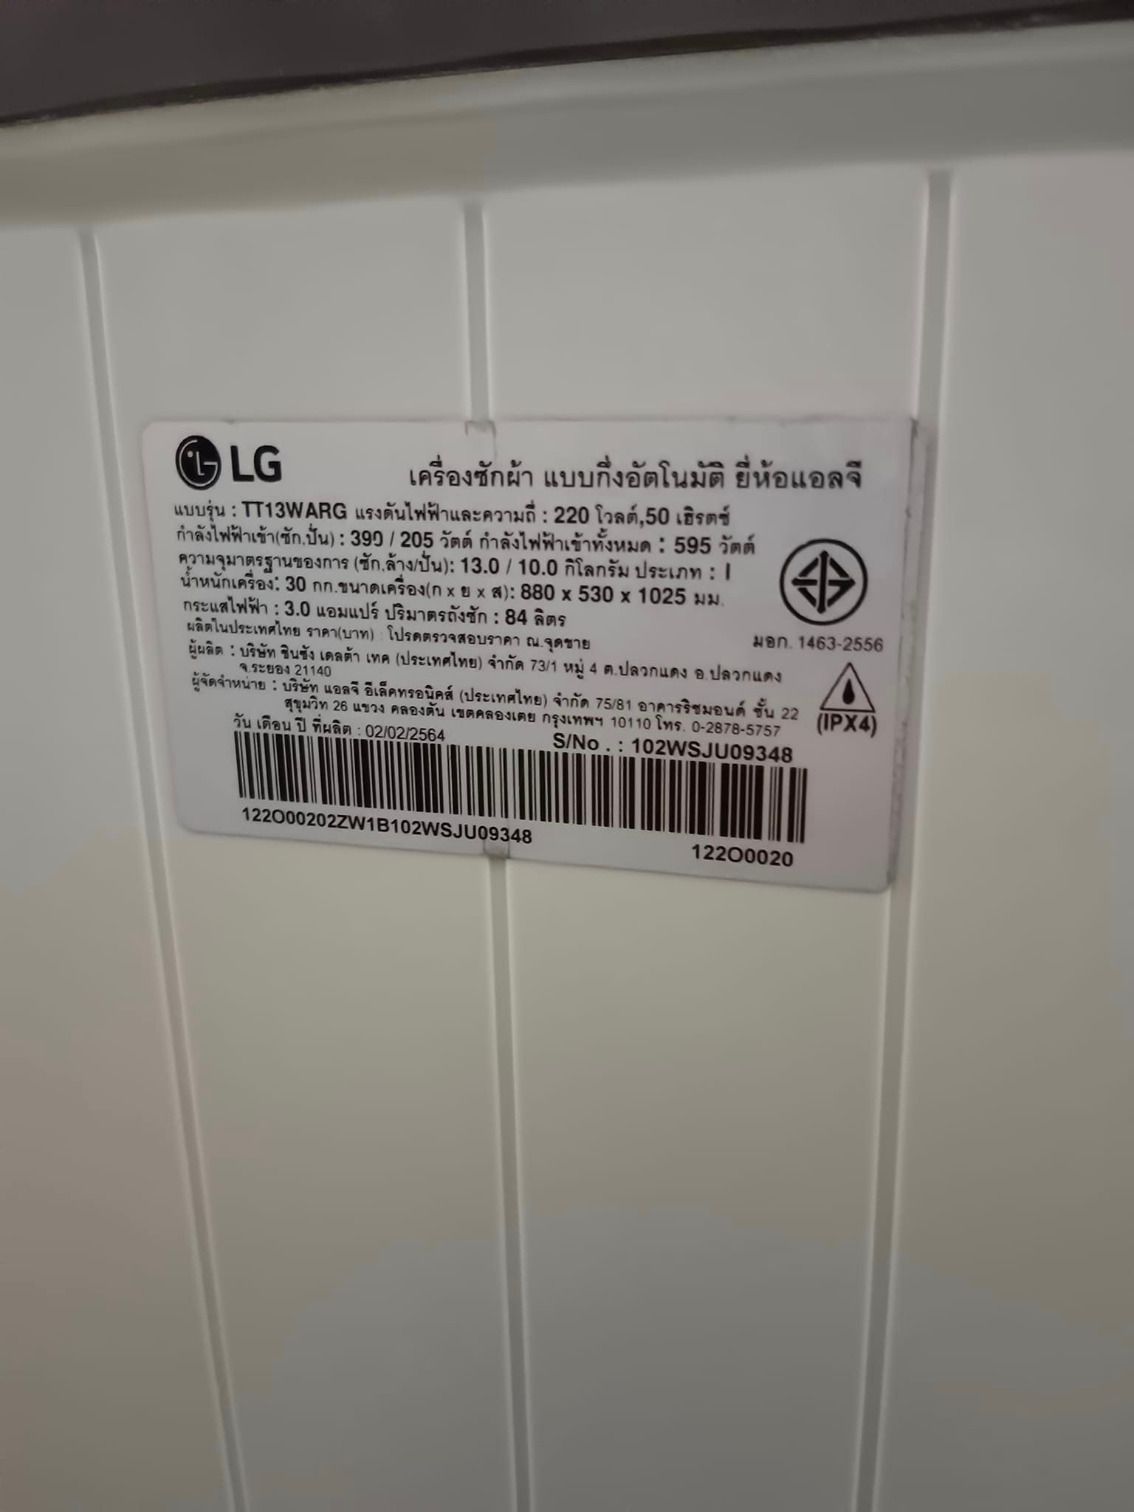 LG
เครื่องซักผ้า แบบกึ่งอัตโนมัติ ยี่ห้อแอลจี
แบบรุ่น : TT13WARG แรงดันไฟฟ้าและความถี่ : 220 โวลต์,50 เฮิรตซ์
กำลังไฟฟ้าเข้า(ซัก,ปั่น) : 390 / 205 วัตต์ กำลังไฟฟ้าเข้าทั้งหมด : 595 วัตต์
ความจุมาตรฐานของการ (ซัก,ล้าง/ปั่น): 13.0 / 10.0 กิโลกรัม ประเภท : I
น้ำหนักเครื่อง: 30 กก.ขนาดเครื่อง(ก x ย x ส): 880 x 530 x 1025 มม.
กระแสไฟฟ้า : 3.0 แอมแปร์ ปริมาตรถังซัก : 84 ลิตร
ผลิตในประเทศไทย ราคา(บาท) : โปรดตรวจสอบราคา ณ.จุดขาย
มอก. 1463-2556
ผู้ผลิต : บริษัท ชินซัง เดลต้า เทค (ประเทศไทย) จำกัด 73/1 หมู่ 4 ต.ปลวกแดง อ.ปลวกแดง
จ.ระยอง 21140
ผู้จัดจำหน่าย : บริษัท แอลจี อีเล็คทรอนิคส์ (ประเทศไทย) จำกัด 75/81 อาคารริชมอนด์ ชั้น 22
สุขุมวิท 26 แขวง คลองตัน เขตคลองเตย กรุงเทพฯ 10110 โทร. 0-2878-5757
(IPX4)
วัน เดือน ปี ที่ผลิต : 02/02/2564
S/No . : 102WSJU09348
122O00202ZW1B102WSJU09348
122O0020